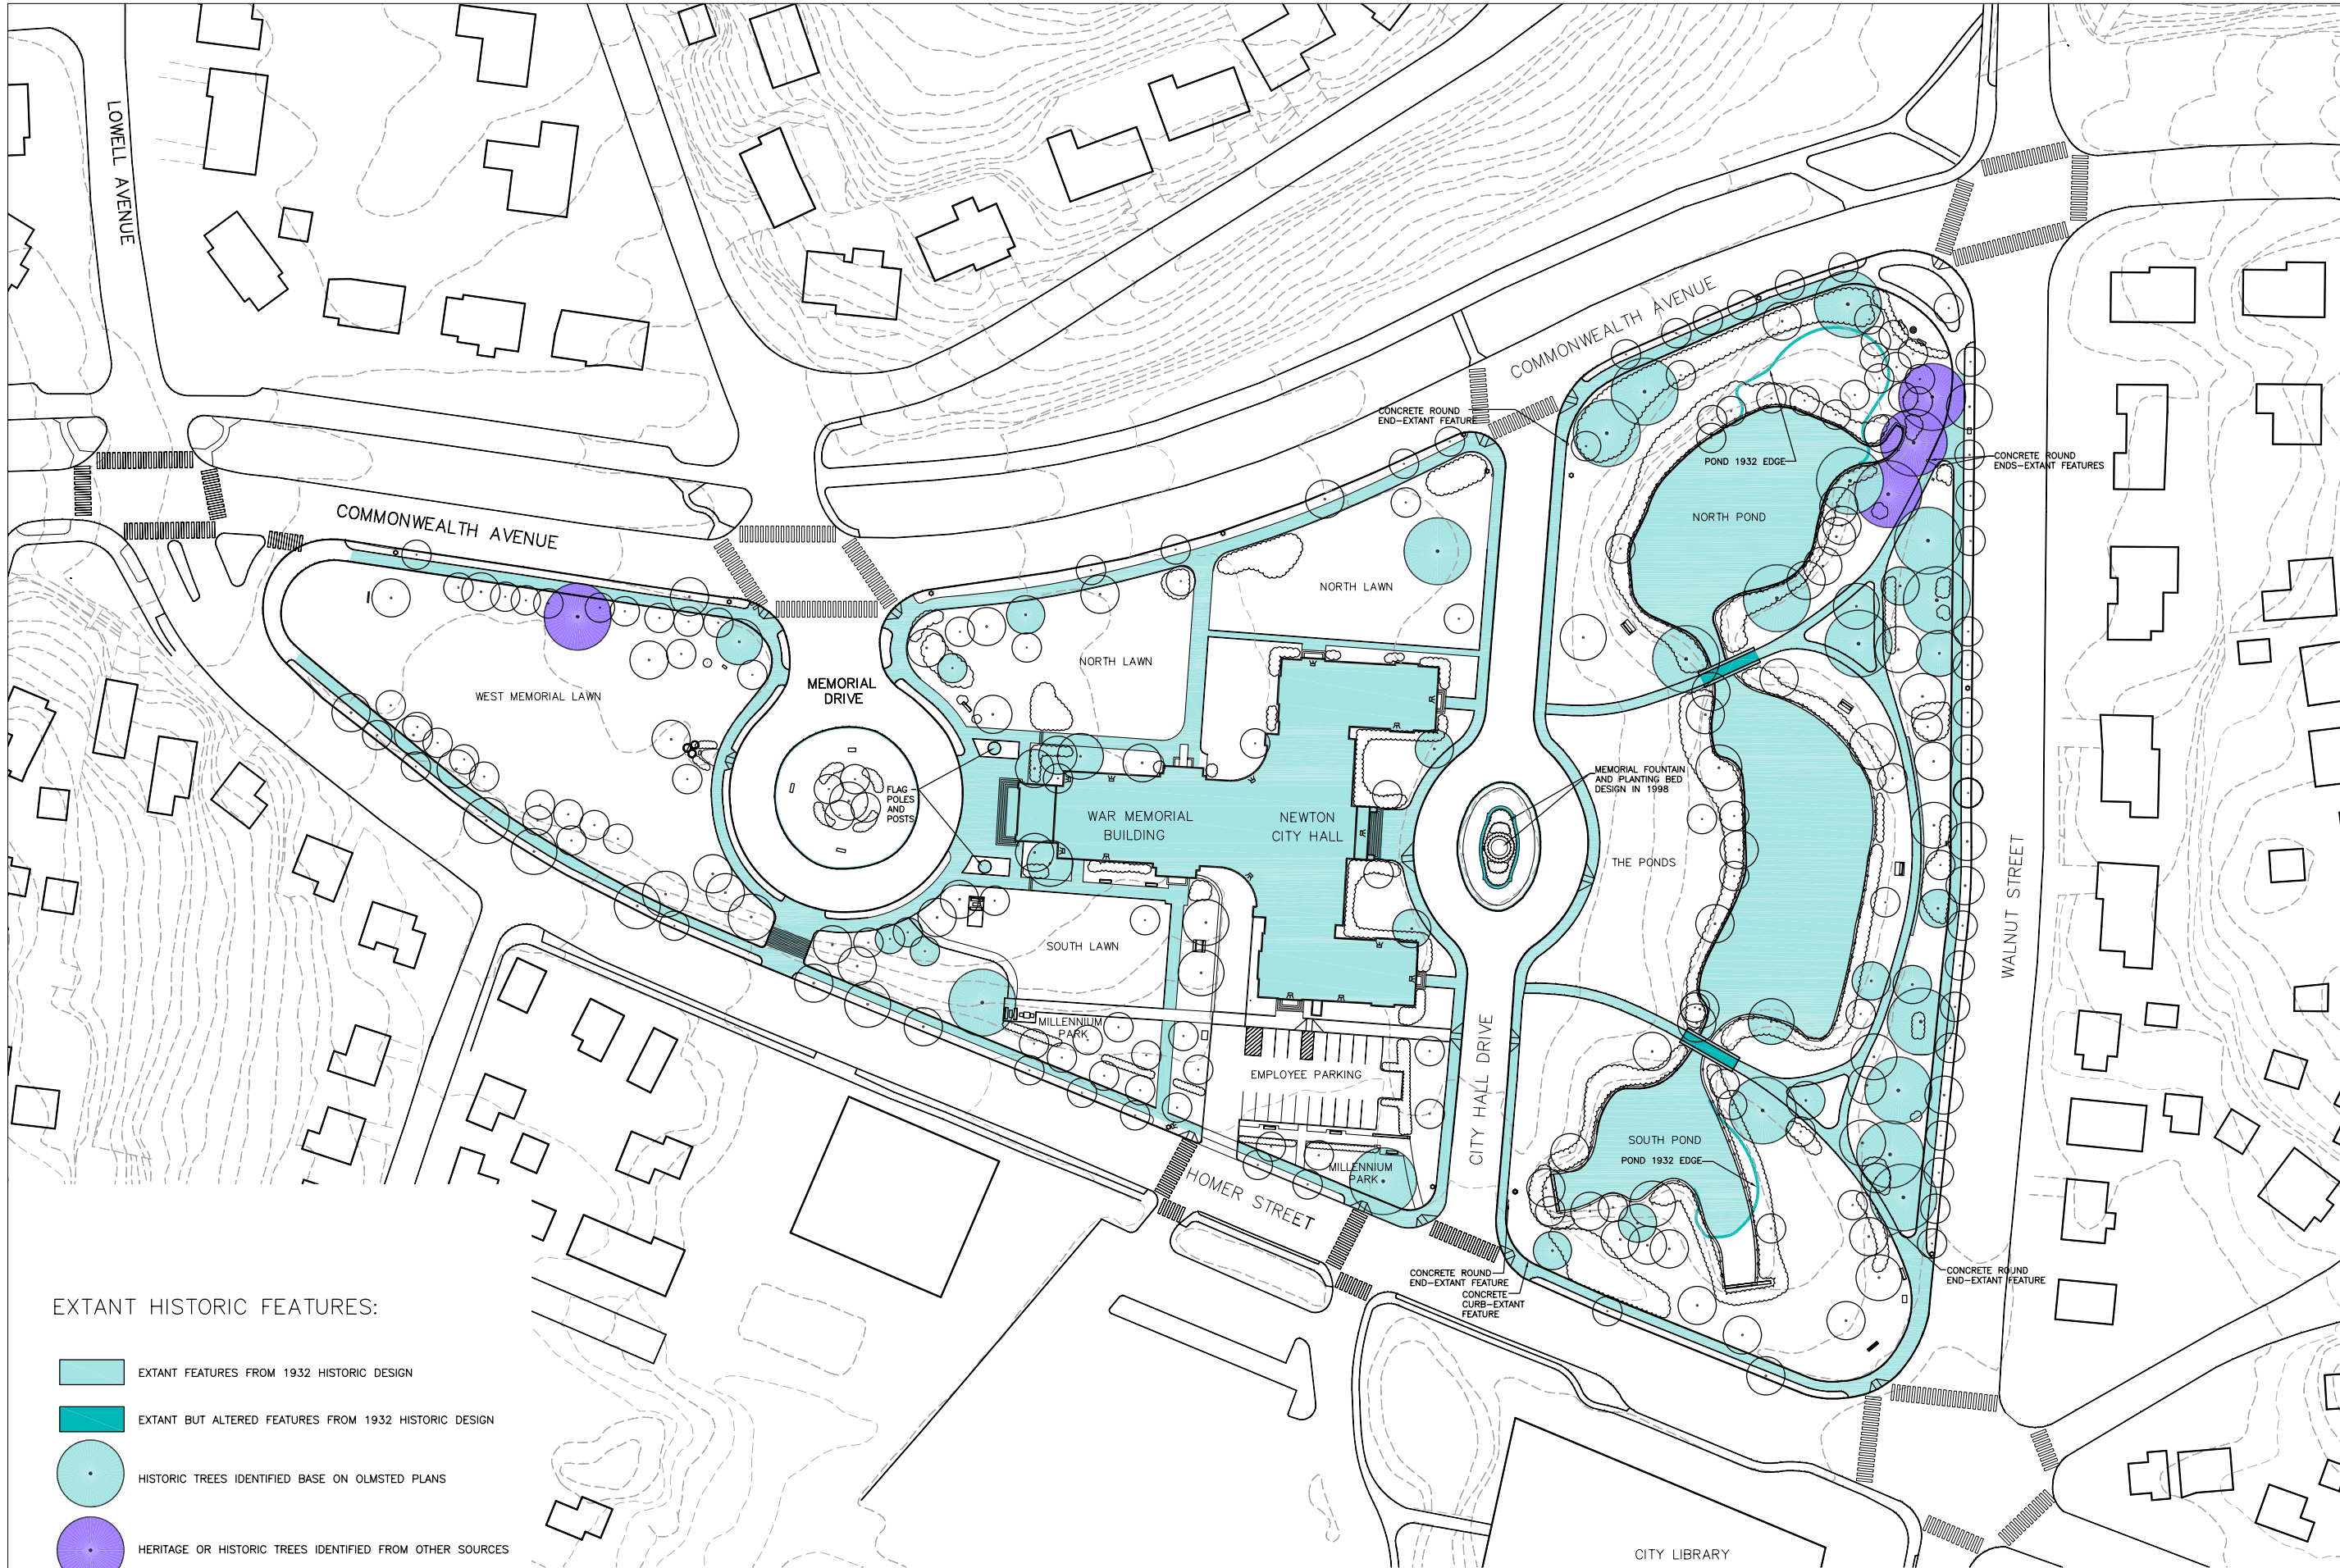 LOWELL AVENUE
COMMONWEALTH AVENUE
COMMONWEALTH AVENUE
CONCRETE ROUND
END-EXTANT FEATURE
POND 1932 EDGE
CONCRETE ROUND
ENDS-EXTANT FEATURES
NORTH POND
NORTH LAWN
NORTH LAWN
WEST MEMORIAL LAWN
MEMORIAL
DRIVE
FLAG
POLES
AND
POSTS
WAR MEMORIAL
BUILDING
NEWTON
CITY HALL
MEMORIAL FOUNTAIN
AND PLANTING BED
DESIGN IN 1998
THE PONDS
WALNUT STREET
SOUTH LAWN
MILLENNIUM
PARK
EMPLOYEE PARKING
CITY HALL DRIVE
SOUTH POND
POND 1932 EDGE
MILLENNIUM
PARK
HOMER STREET
CONCRETE ROUND
END-EXTANT FEATURE
CONCRETE
CURB-EXTANT
FEATURE
CONCRETE ROUND
END-EXTANT FEATURE
EXTANT HISTORIC FEATURES:
EXTANT FEATURES FROM 1932 HISTORIC DESIGN
EXTANT BUT ALTERED FEATURES FROM 1932 HISTORIC DESIGN
HISTORIC TREES IDENTIFIED BASE ON OLMSTED PLANS
HERITAGE OR HISTORIC TREES IDENTIFIED FROM OTHER SOURCES
CITY LIBRARY